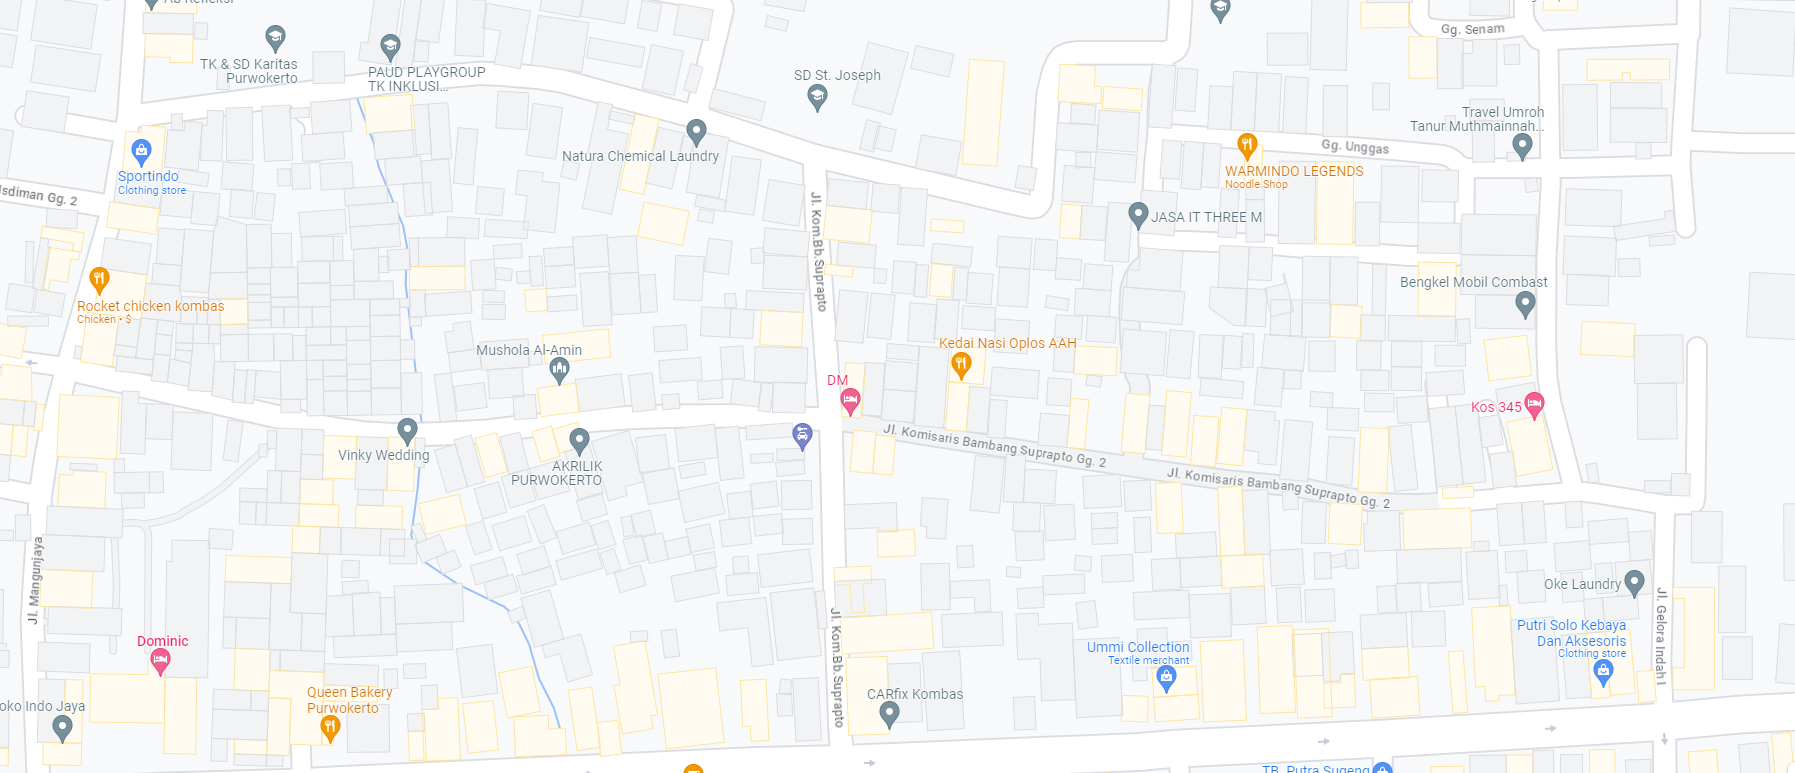 Gg. Senam
TK & SD Karitas
Purwokerto
PAUD PLAYGROUP
TK INKLUSI...
SD St. Joseph
Travel Umroh
Tanur Muthmainnah...
Natura Chemical Laundry
Gg. Unggas
WARMINDO LEGENDS
Noodle Shop
Sportindo
Clothing store
Gg. 2
Jl. Kom.Bb.Suprapto
JASA IT THREE M
Bengkel Mobil Combast
Rocket chicken kombas
Chicken • $
Mushola Al-Amin
Kedai Nasi Oplos AAH
DM
Kos 345
Jl. Komisaris Bambang Suprapto Gg. 2
Vinky Wedding
AKRILIK
PURWOKERTO
Jl. Komisaris Bambang Suprapto Gg. 2
Jl. Mangunjaya
Oke Laundry
Jl. Gelora Indah I
Dominic
Jl. Kom.Bb.Suprapto
Putri Solo Kebaya
Dan Aksesoris
Clothing store
Ummi Collection
Textile merchant
Queen Bakery
Purwokerto
CARfix Kombas
oko Indo Jaya
TB. Putra Sugeng